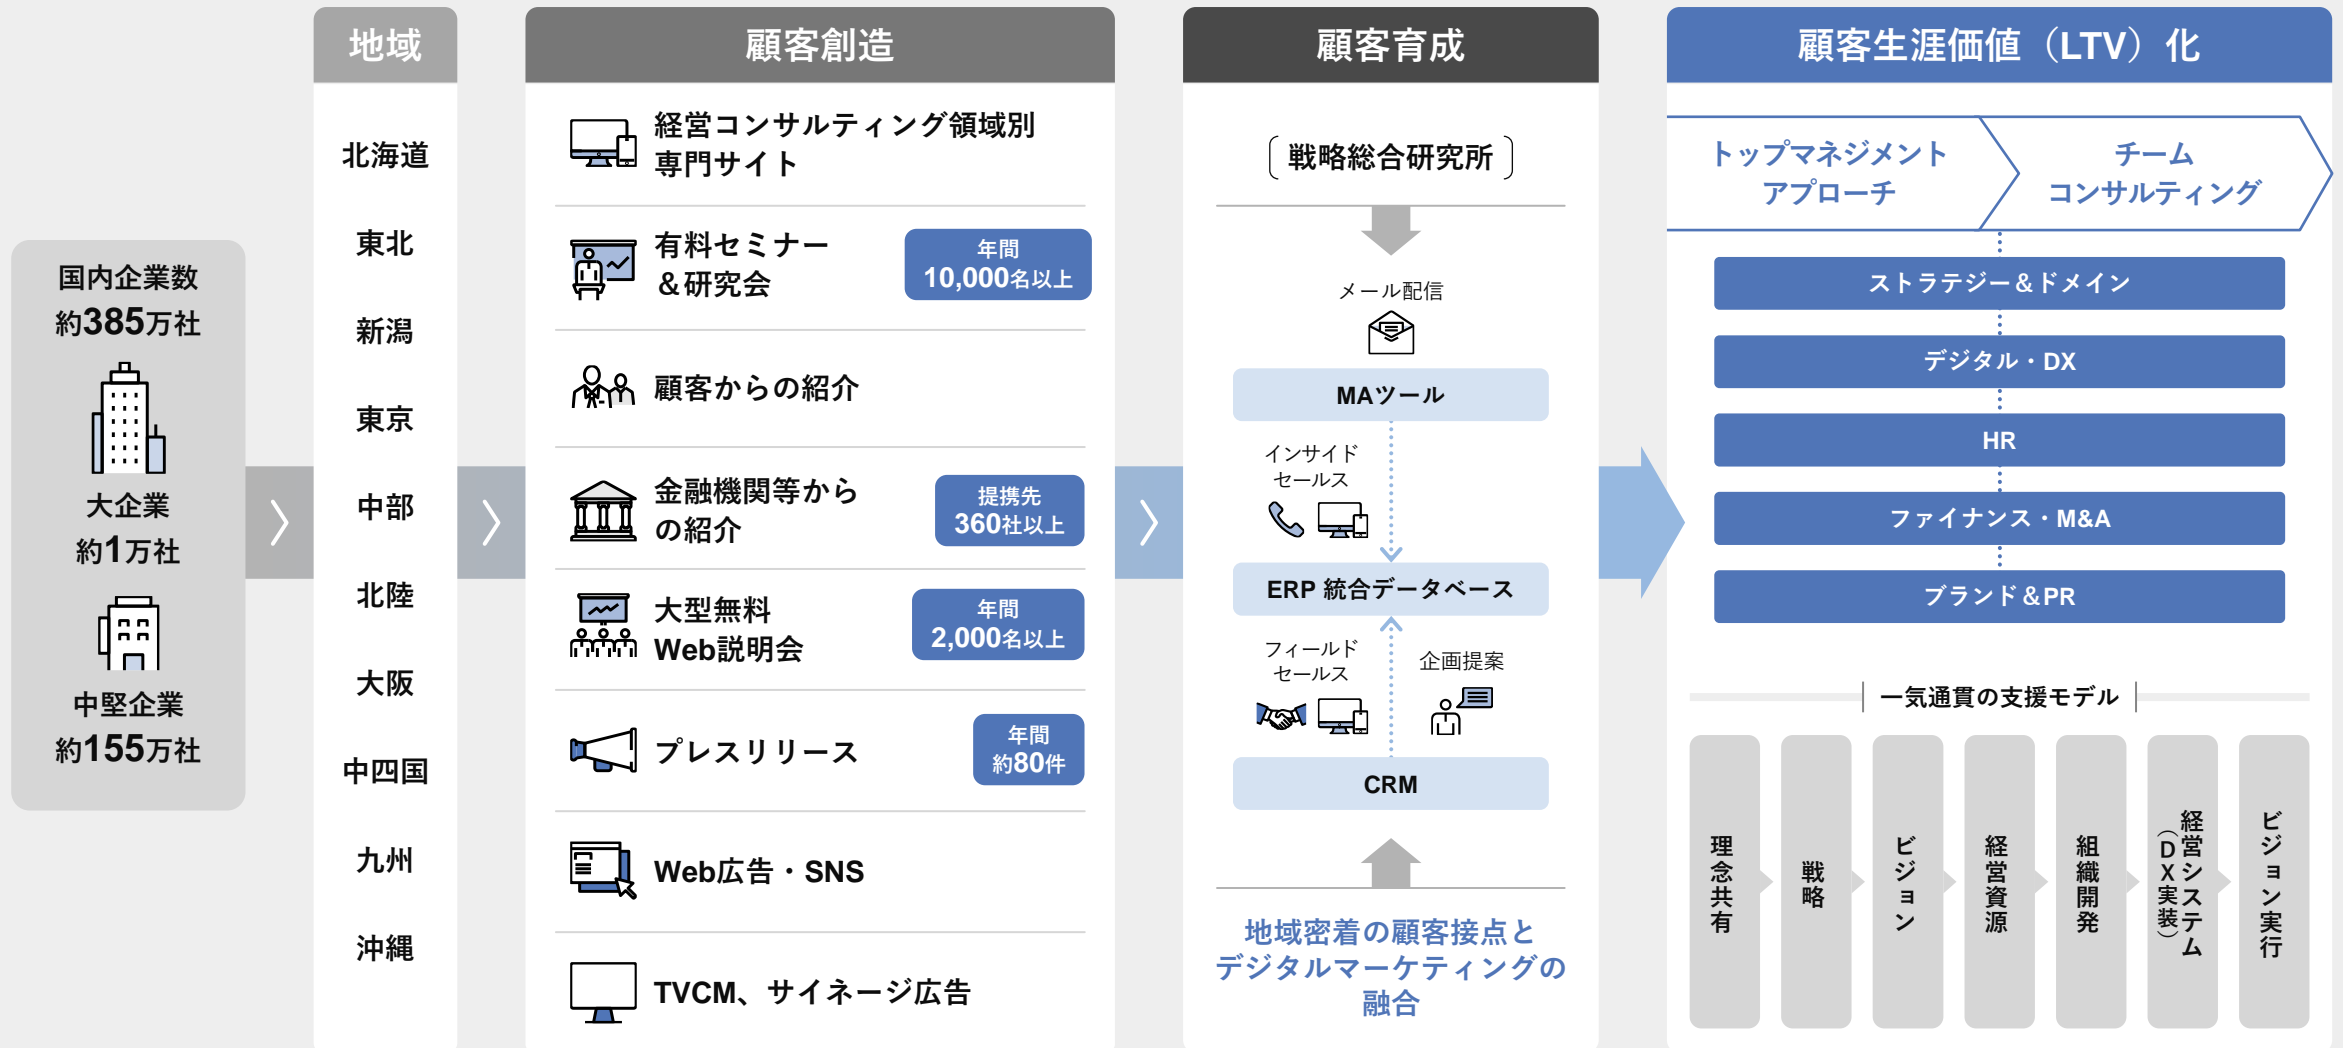 国内企業数
約385万社
大企業
約1万社
中堅企業
約155万社
地域
北海道
東北
新潟
東京
中部
北陸
大阪
中四国
九州
沖縄
顧客創造
経営コンサルティング領域別
専門サイト
有料セミナー
＆研究会
年間
10,000名以上
顧客からの紹介
金融機関等から
の紹介
提携先
360社以上
大型無料
Web説明会
年間
2,000名以上
プレスリリース
年間
約80件
Web広告・SNS
TVCM、サイネージ広告
顧客育成
〔戦略総合研究所〕
メール配信
MAツール
インサイド
セールス
ERP 統合データベース
フィールド
セールス
企画提案
CRM
地域密着の顧客接点と
デジタルマーケティングの
融合
顧客生涯価値（LTV）化
トップマネジメント
アプローチ
チーム
コンサルティング
ストラテジー＆ドメイン
デジタル・DX
HR
ファイナンス・M&A
ブランド＆PR
一気通貫の支援モデル
理念共有
戦略
ビジョン
経営資源
組織開発
経営システム
（DX実装）
ビジョン実行